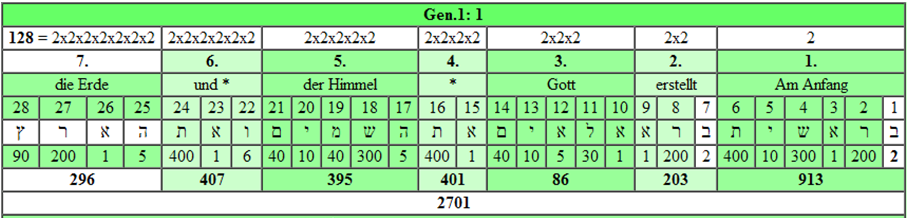 Gen.1: 1
128 = 2x2x2x2x2x2x2 2x2x2x2x2x2 2x2x2x2x2 2x2x2x2 2x2x2 2x2 2
7. 6. 5. 4. 3. 2. 1.
die Erde und * der Himmel * Gott erstellt Am Anfang
28 27 26 25 24 23 22 21 20 19 18 17 16 15 14 13 12 11 10 9 8 7 6 5 4 3 2 1
ב ר א ש י ת ב ר א א ל א י ם א ת ה ש מ י ם ו א ת ה א ר ץ
90 200 1 5 400 1 6 40 10 40 300 5 400 1 40 10 5 30 1 1 200 2 400 10 300 1 200 2
296 407 395 401 86 203 913
2701